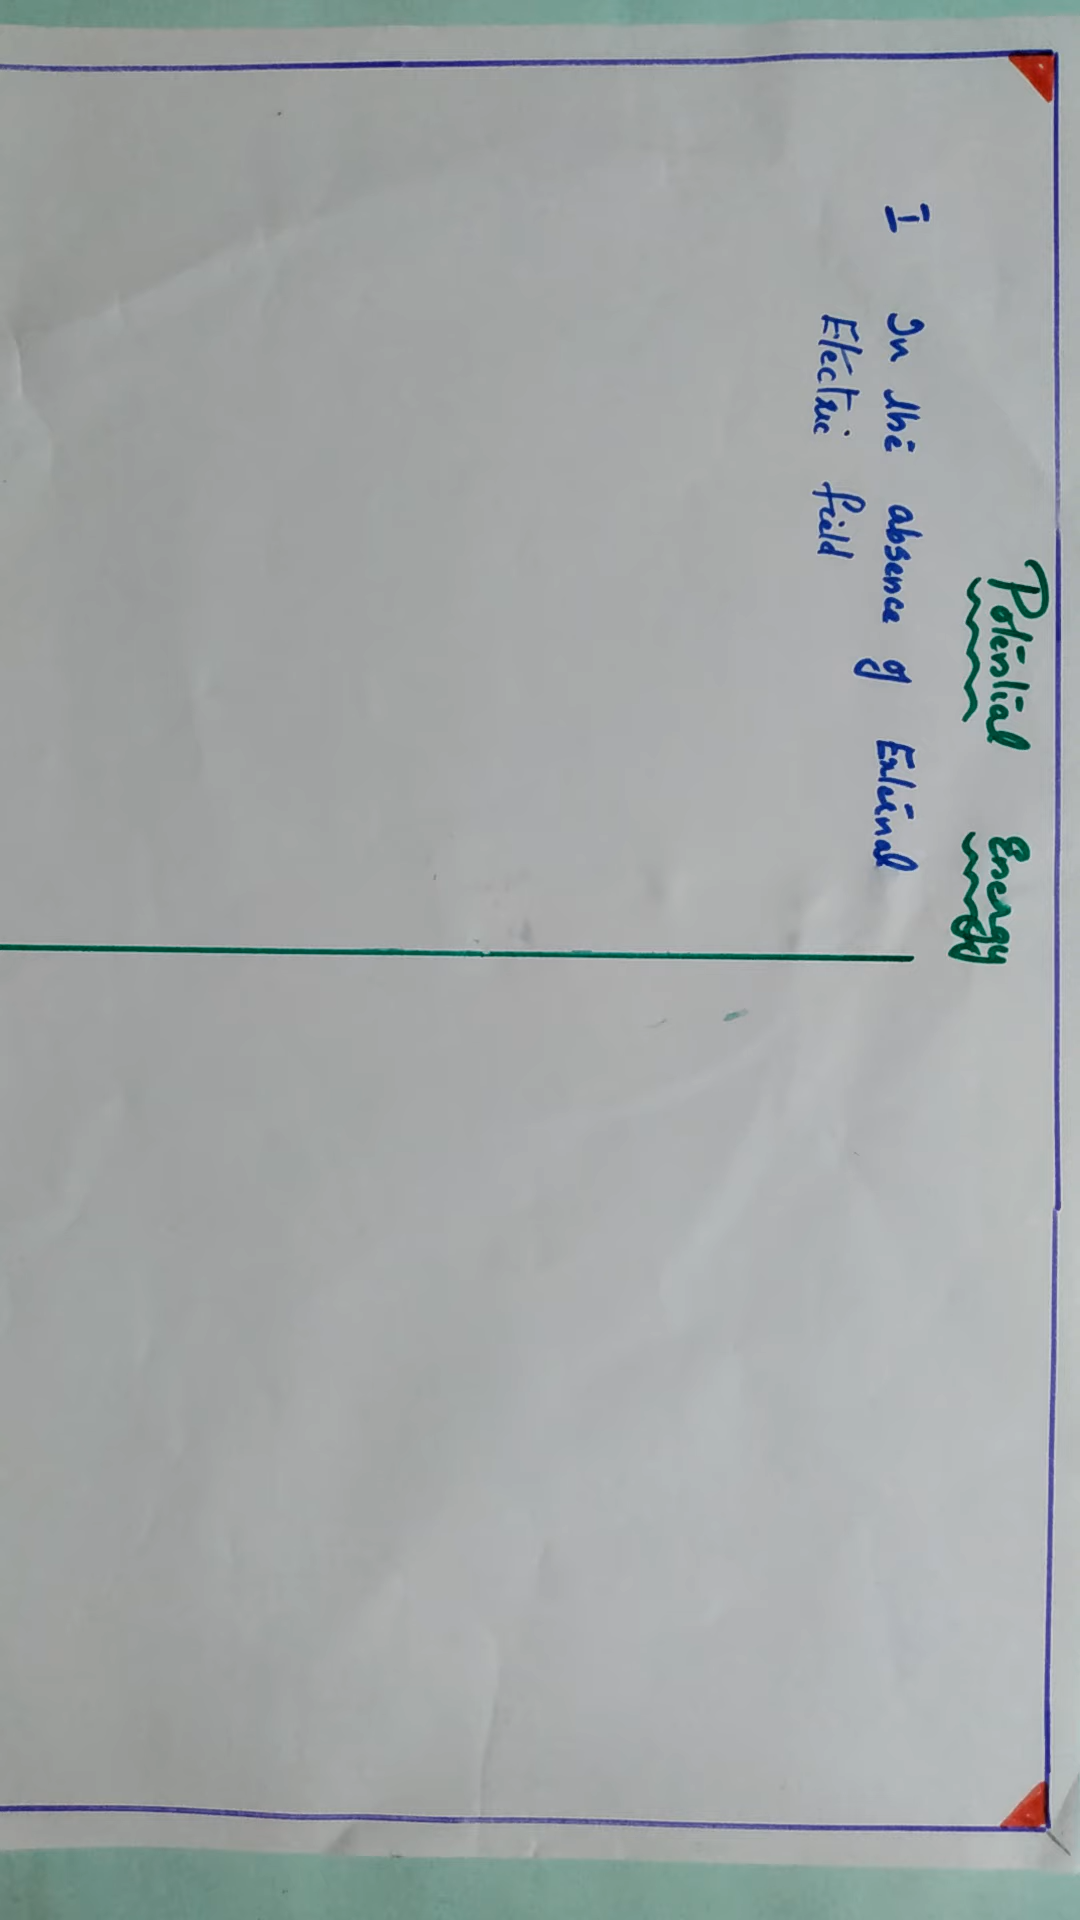 Potential Energy
I In the absence of External
Electric field